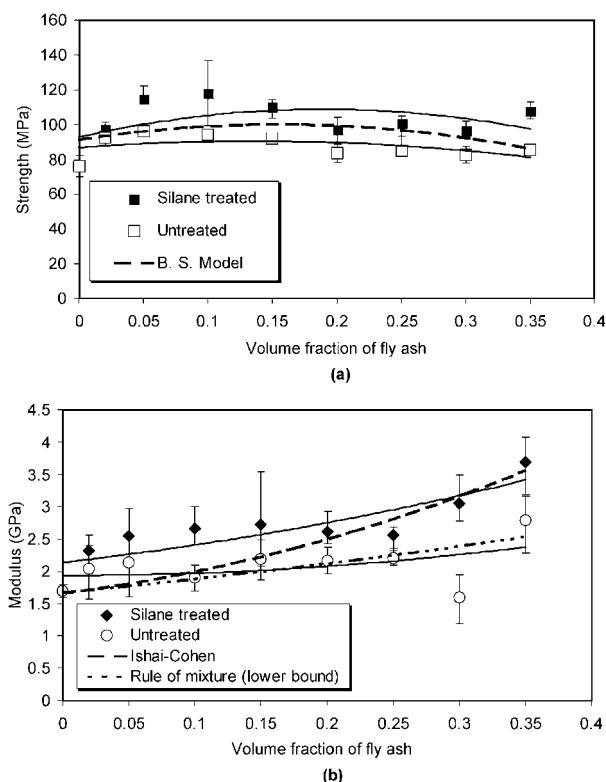 160
140
120
100
80
60
40
20
0
Strength (MPa)
Silane treated
Untreated
B. S. Model
0 0.05 0.1 0.15 0.2 0.25 0.3 0.35 0.4
Volume fraction of fly ash
(a)
4.5
4
3.5
3
2.5
2
1.5
1
0.5
0
Modulus (GPa)
Silane treated
Untreated
Ishai-Cohen
Rule of mixture (lower bound)
0 0.05 0.1 0.15 0.2 0.25 0.3 0.35 0.4
Volume fraction of fly ash
(b)